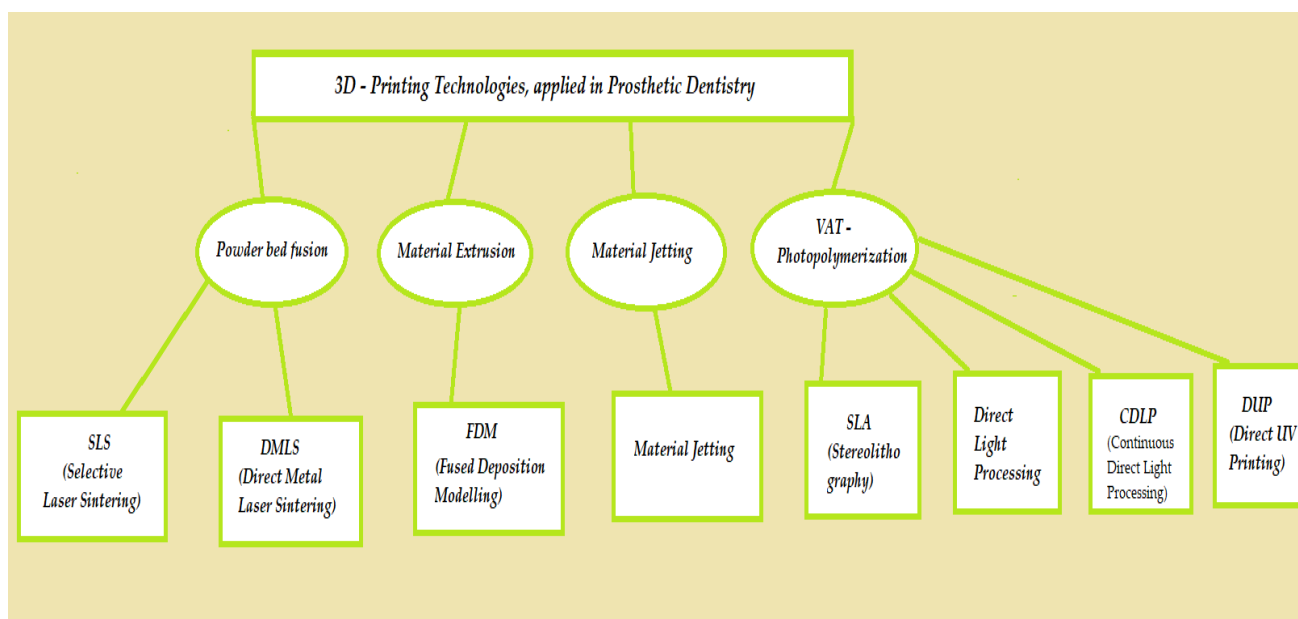 3D - Printing Technologies, applied in Prosthetic Dentistry
Powder bed fusion
Material Extrusion
Material Jetting
VAT -
Photopolymerization
SLS
(Selective
Laser Sintering)
DMLS
(Direct Metal
Laser Sintering)
FDM
(Fused Deposition
Modelling)
Material Jetting
SLA
(Stereolitho
graphy)
Direct
Light
Processing
CDLP
(Continuous
Direct Light
Processing)
DUP
(Direct UV
Printing)